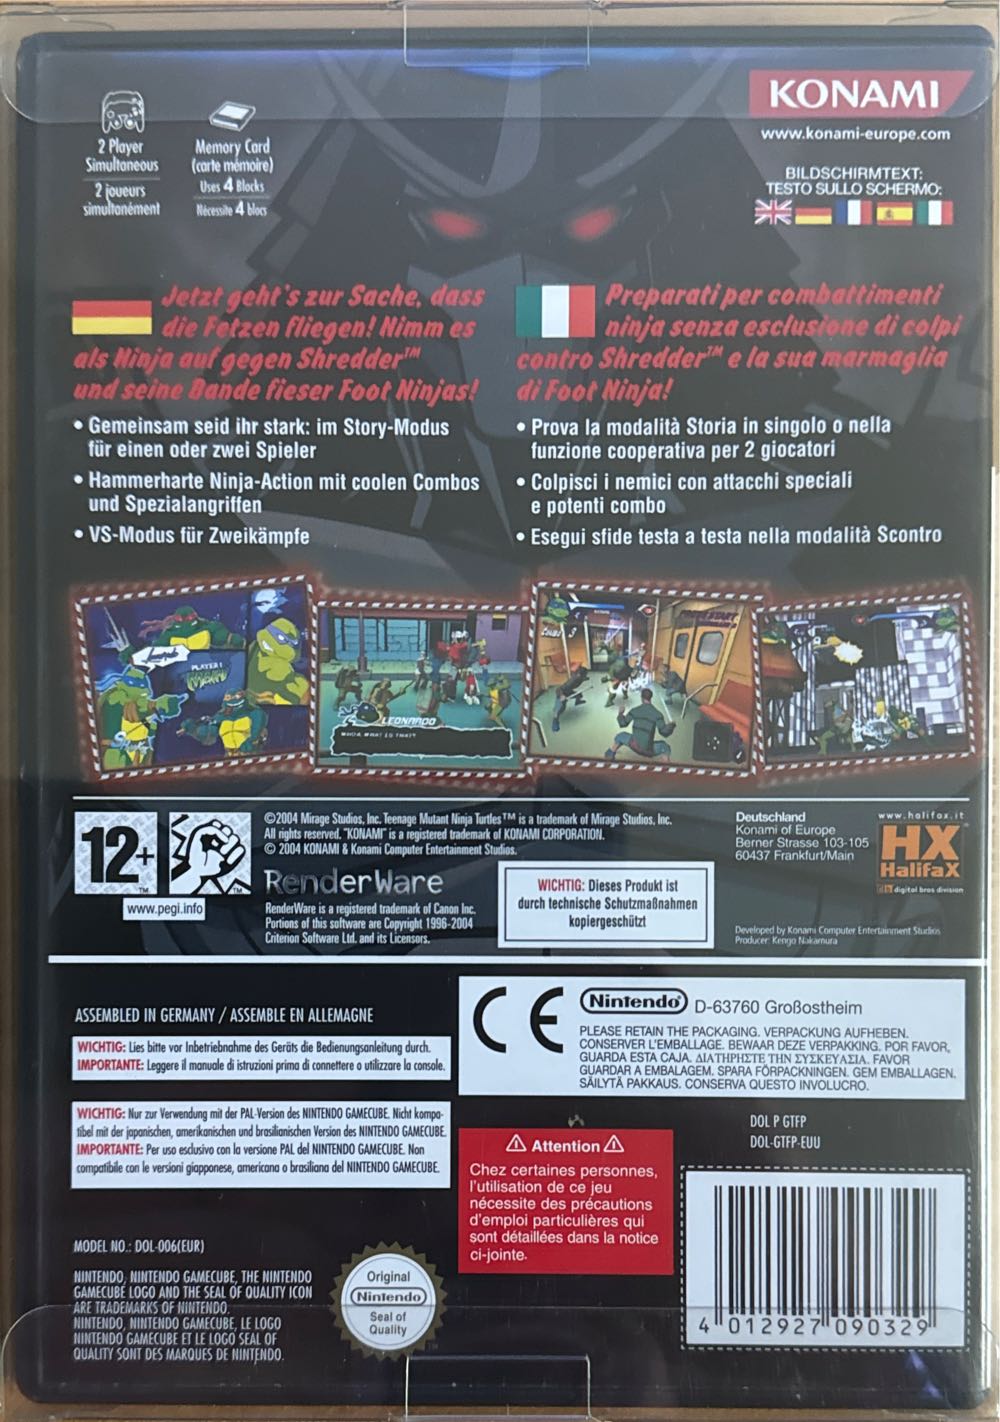 KONAMI
www.konami-europe.com
2 Player
Simultaneous
2 joueurs
simultanément
Memory Card
(carte mémoire)
Uses 4 Blocks
Nécessite 4 blocs
BILDSCHIRMTEXT:
TESTO SULLO SCHERMO:
Jetzt geht's zur Sache, dass
die Fetzen fliegen! Nimm es
als Ninja auf gegen Shredder™
und seine Bande fieser Foot Ninjas!
• Gemeinsam seid ihr stark: im Story-Modus
für einen oder zwei Spieler
• Hammerharte Ninja-Action mit coolen Combos
und Spezialangriffen
• VS-Modus für Zweikämpfe
Preparati per combattimenti
ninja senza esclusione di colpi
contro Shredder™ e la sua marmaglia
di Foot Ninja!
• Prova la modalità Storia in singolo o nella
funzione cooperativa per 2 giocatori
• Colpisci i nemici con attacchi speciali
e potenti combo
• Esegui sfide testa a testa nella modalità Scontro
PLAYER 1
LEONARDO
WHOA, WHAT IS THAT?
12+
™
™
www.pegi.info
©2004 Mirage Studios, Inc. Teenage Mutant Ninja Turtles™ is a trademark of Mirage Studios, Inc.
All rights reserved. "KONAMI" is a registered trademark of KONAMI CORPORATION.
© 2004 KONAMI & Konami Computer Entertainment Studios.
RenderWare
RenderWare is a registered trademark of Canon Inc.
Portions of this software are Copyright 1996-2004
Criterion Software Ltd. and its Licensors.
WICHTIG: Dieses Produkt ist
durch technische Schutzmaßnahmen
kopiergeschützt
Deutschland
Konami of Europe
Berner Strasse 103-105
60437 Frankfurt/Main
www.halifax.it
HX
HalifaX
digital bros division
Developed by Konami Computer Entertainment Studios
Producer: Kengo Nakamura
ASSEMBLED IN GERMANY / ASSEMBLE EN ALLEMAGNE
WICHTIG: Lies bitte vor Inbetriebnahme des Geräts die Bedienungsanleitung durch.
IMPORTANTE: Leggere il manuale di istruzioni prima di connettere o utilizzare la console.
WICHTIG: Nur zur Verwendung mit der PAL-Version des NINTENDO GAMECUBE. Nicht kompa-
tibel mit der japanischen, amerikanischen und brasilianischen Version des NINTENDO GAMECUBE.
IMPORTANTE: Per uso esclusivo con la versione PAL del NINTENDO GAMECUBE. Non
compatibile con le versioni giapponese, americana o brasiliana del NINTENDO GAMECUBE.
CE
Nintendo® D-63760 Großostheim
PLEASE RETAIN THE PACKAGING. VERPACKUNG AUFHEBEN.
CONSERVER L'EMBALLAGE. BEWAAR DEZE VERPAKKING. POR FAVOR,
GUARDA ESTA CAJA. ΔΙΑΤΗΡΗΣΤΕ ΤΗΝ ΣΥΣΚΕΥΑΣΙΑ. FAVOR
GUARDAR A EMBALAGEM. SPARA FÖRPACKNINGEN. GEM EMBALLAGEN.
SÄILYTÄ PAKKAUS. CONSERVA QUESTO INVOLUCRO.
DOL P GTFP
DOL-GTFP-EUU
Attention
Chez certaines personnes,
l'utilisation de ce jeu
nécessite des précautions
d'emploi particulières qui
sont détaillées dans la notice
ci-jointe.
MODEL NO.: DOL-006(EUR)
NINTENDO, NINTENDO GAMECUBE, THE NINTENDO
GAMECUBE LOGO AND THE SEAL OF QUALITY ICON
ARE TRADEMARKS OF NINTENDO.
NINTENDO, NINTENDO GAMECUBE, LE LOGO
NINTENDO GAMECUBE ET LE LOGO SEAL OF
QUALITY SONT DES MARQUES DE NINTENDO.
Original
Nintendo®
Seal of
Quality
4 012927 090329